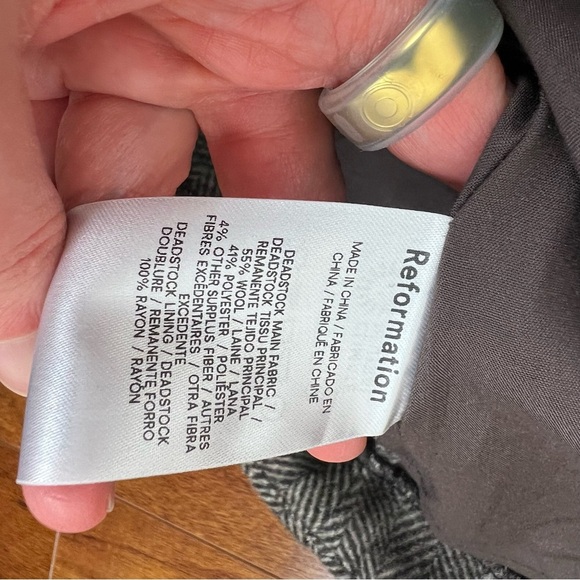 Reformation
MADE IN CHINA / FABRICADO EN
CHINA / FABRIQUÉ EN CHINE
DEADSTOCK MAIN FABRIC /
DEADSTOCK TISSU PRINCIPAL /
REMANENTE TEJIDO PRINCIPAL
55% WOOL / LAINE / LANA
41% POLYESTER / POLIÉSTER
4% OTHER SURPLUS FIBER / AUTRES
FIBRES EXCÉDENTAIRES / OTRA FIBRA
EXCEDENTE
DEADSTOCK LINING / DEADSTOCK
DOUBLURE / REMANENTE FORRO
100% RAYON / RAYÓN